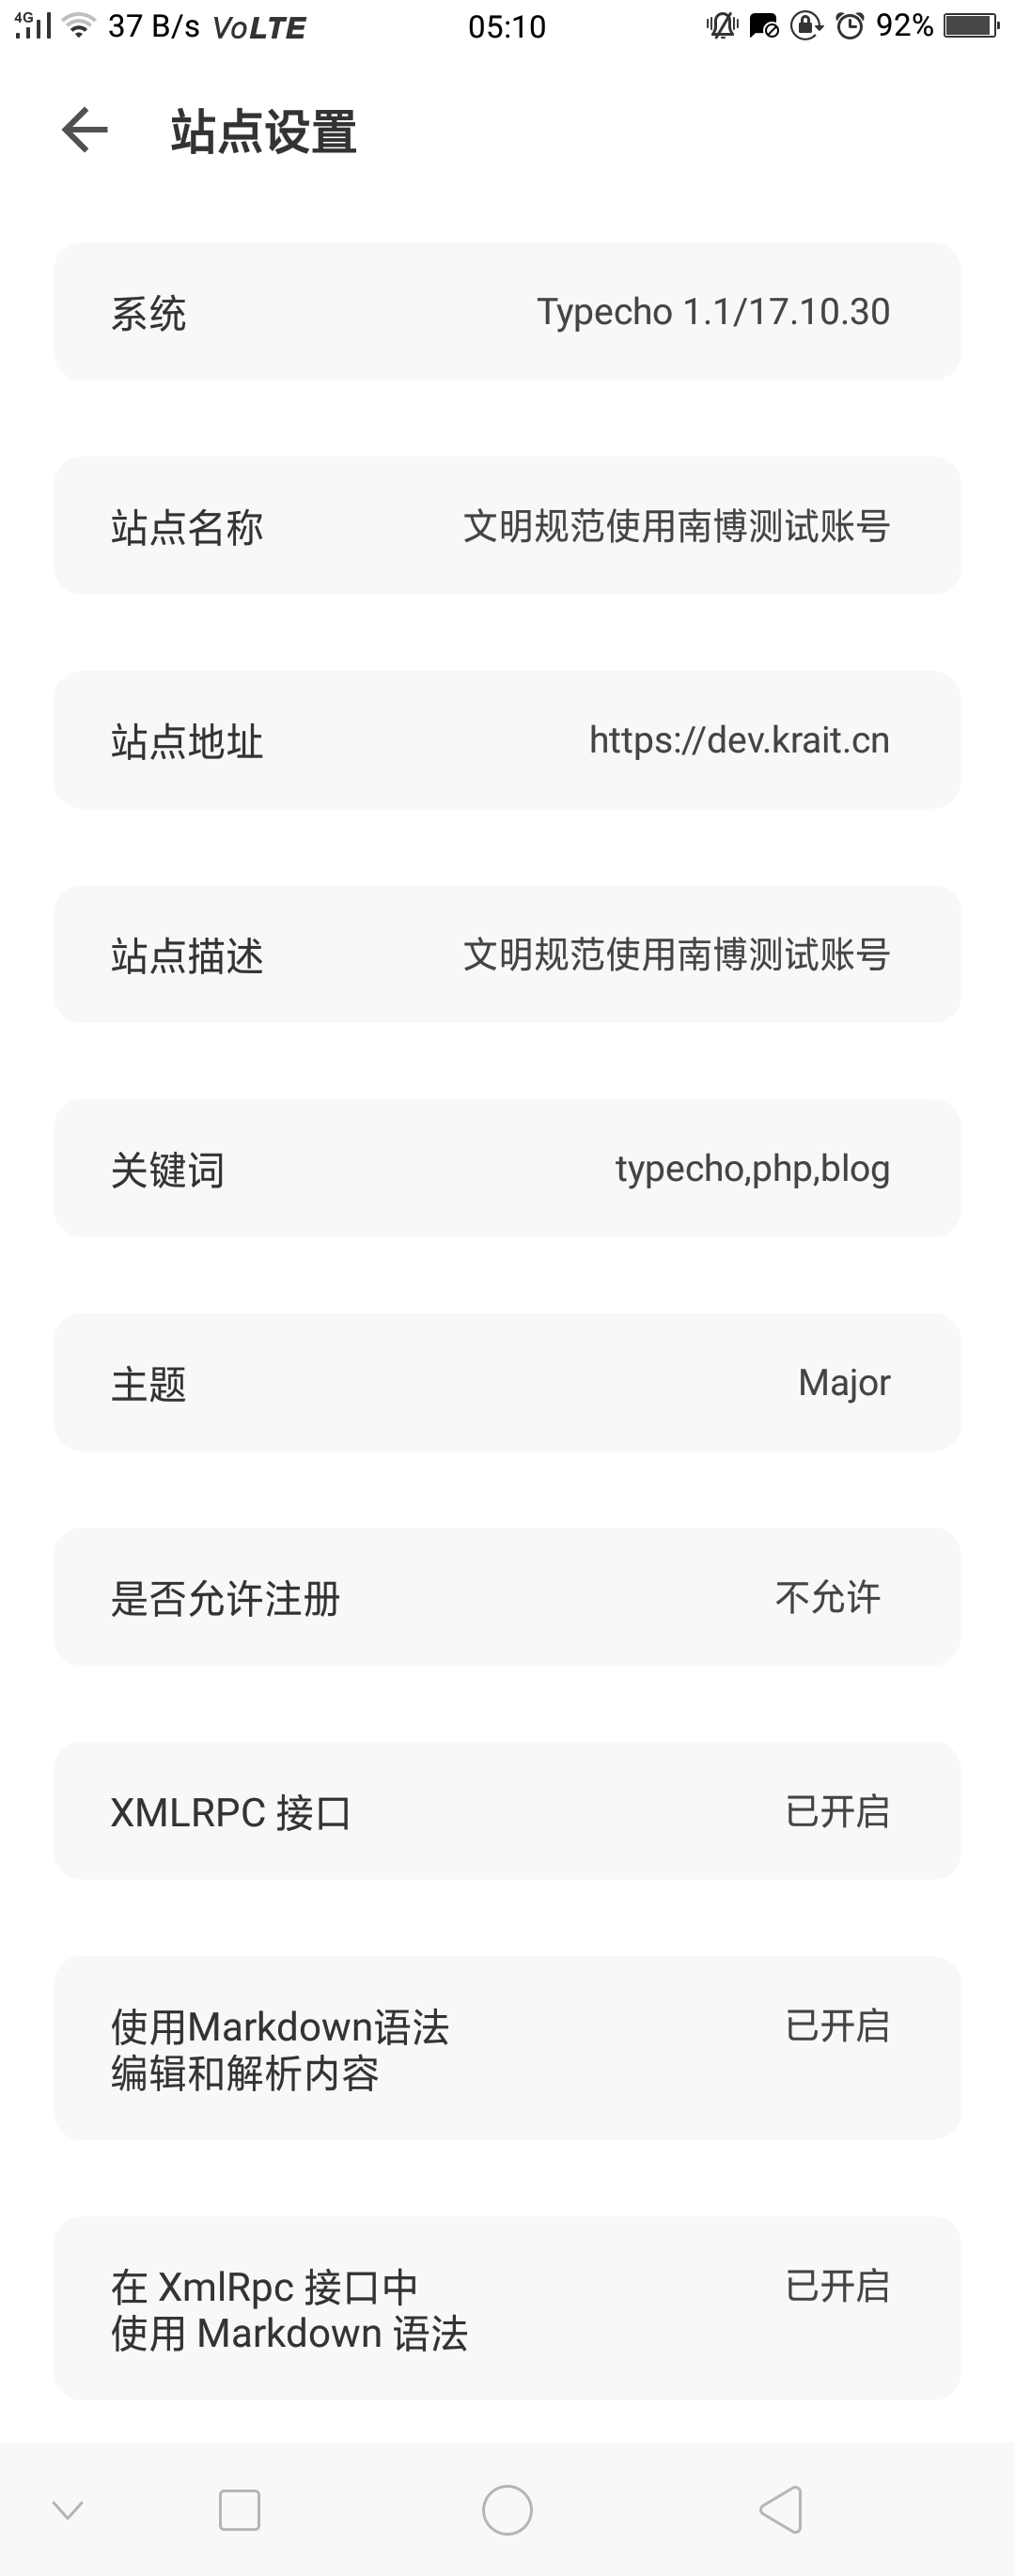 4G 37 B/s VoLTE 05:10 92%
站点设置
系统 Typecho 1.1/17.10.30
站点名称 文明规范使用南博测试账号
站点地址 https://dev.krait.cn
站点描述 文明规范使用南博测试账号
关键词 typecho,php,blog
主题 Major
是否允许注册 不允许
XMLRPC 接口 已开启
使用Markdown语法 已开启
编辑和解析内容
在 XmlRpc 接口中 已开启
使用 Markdown 语法